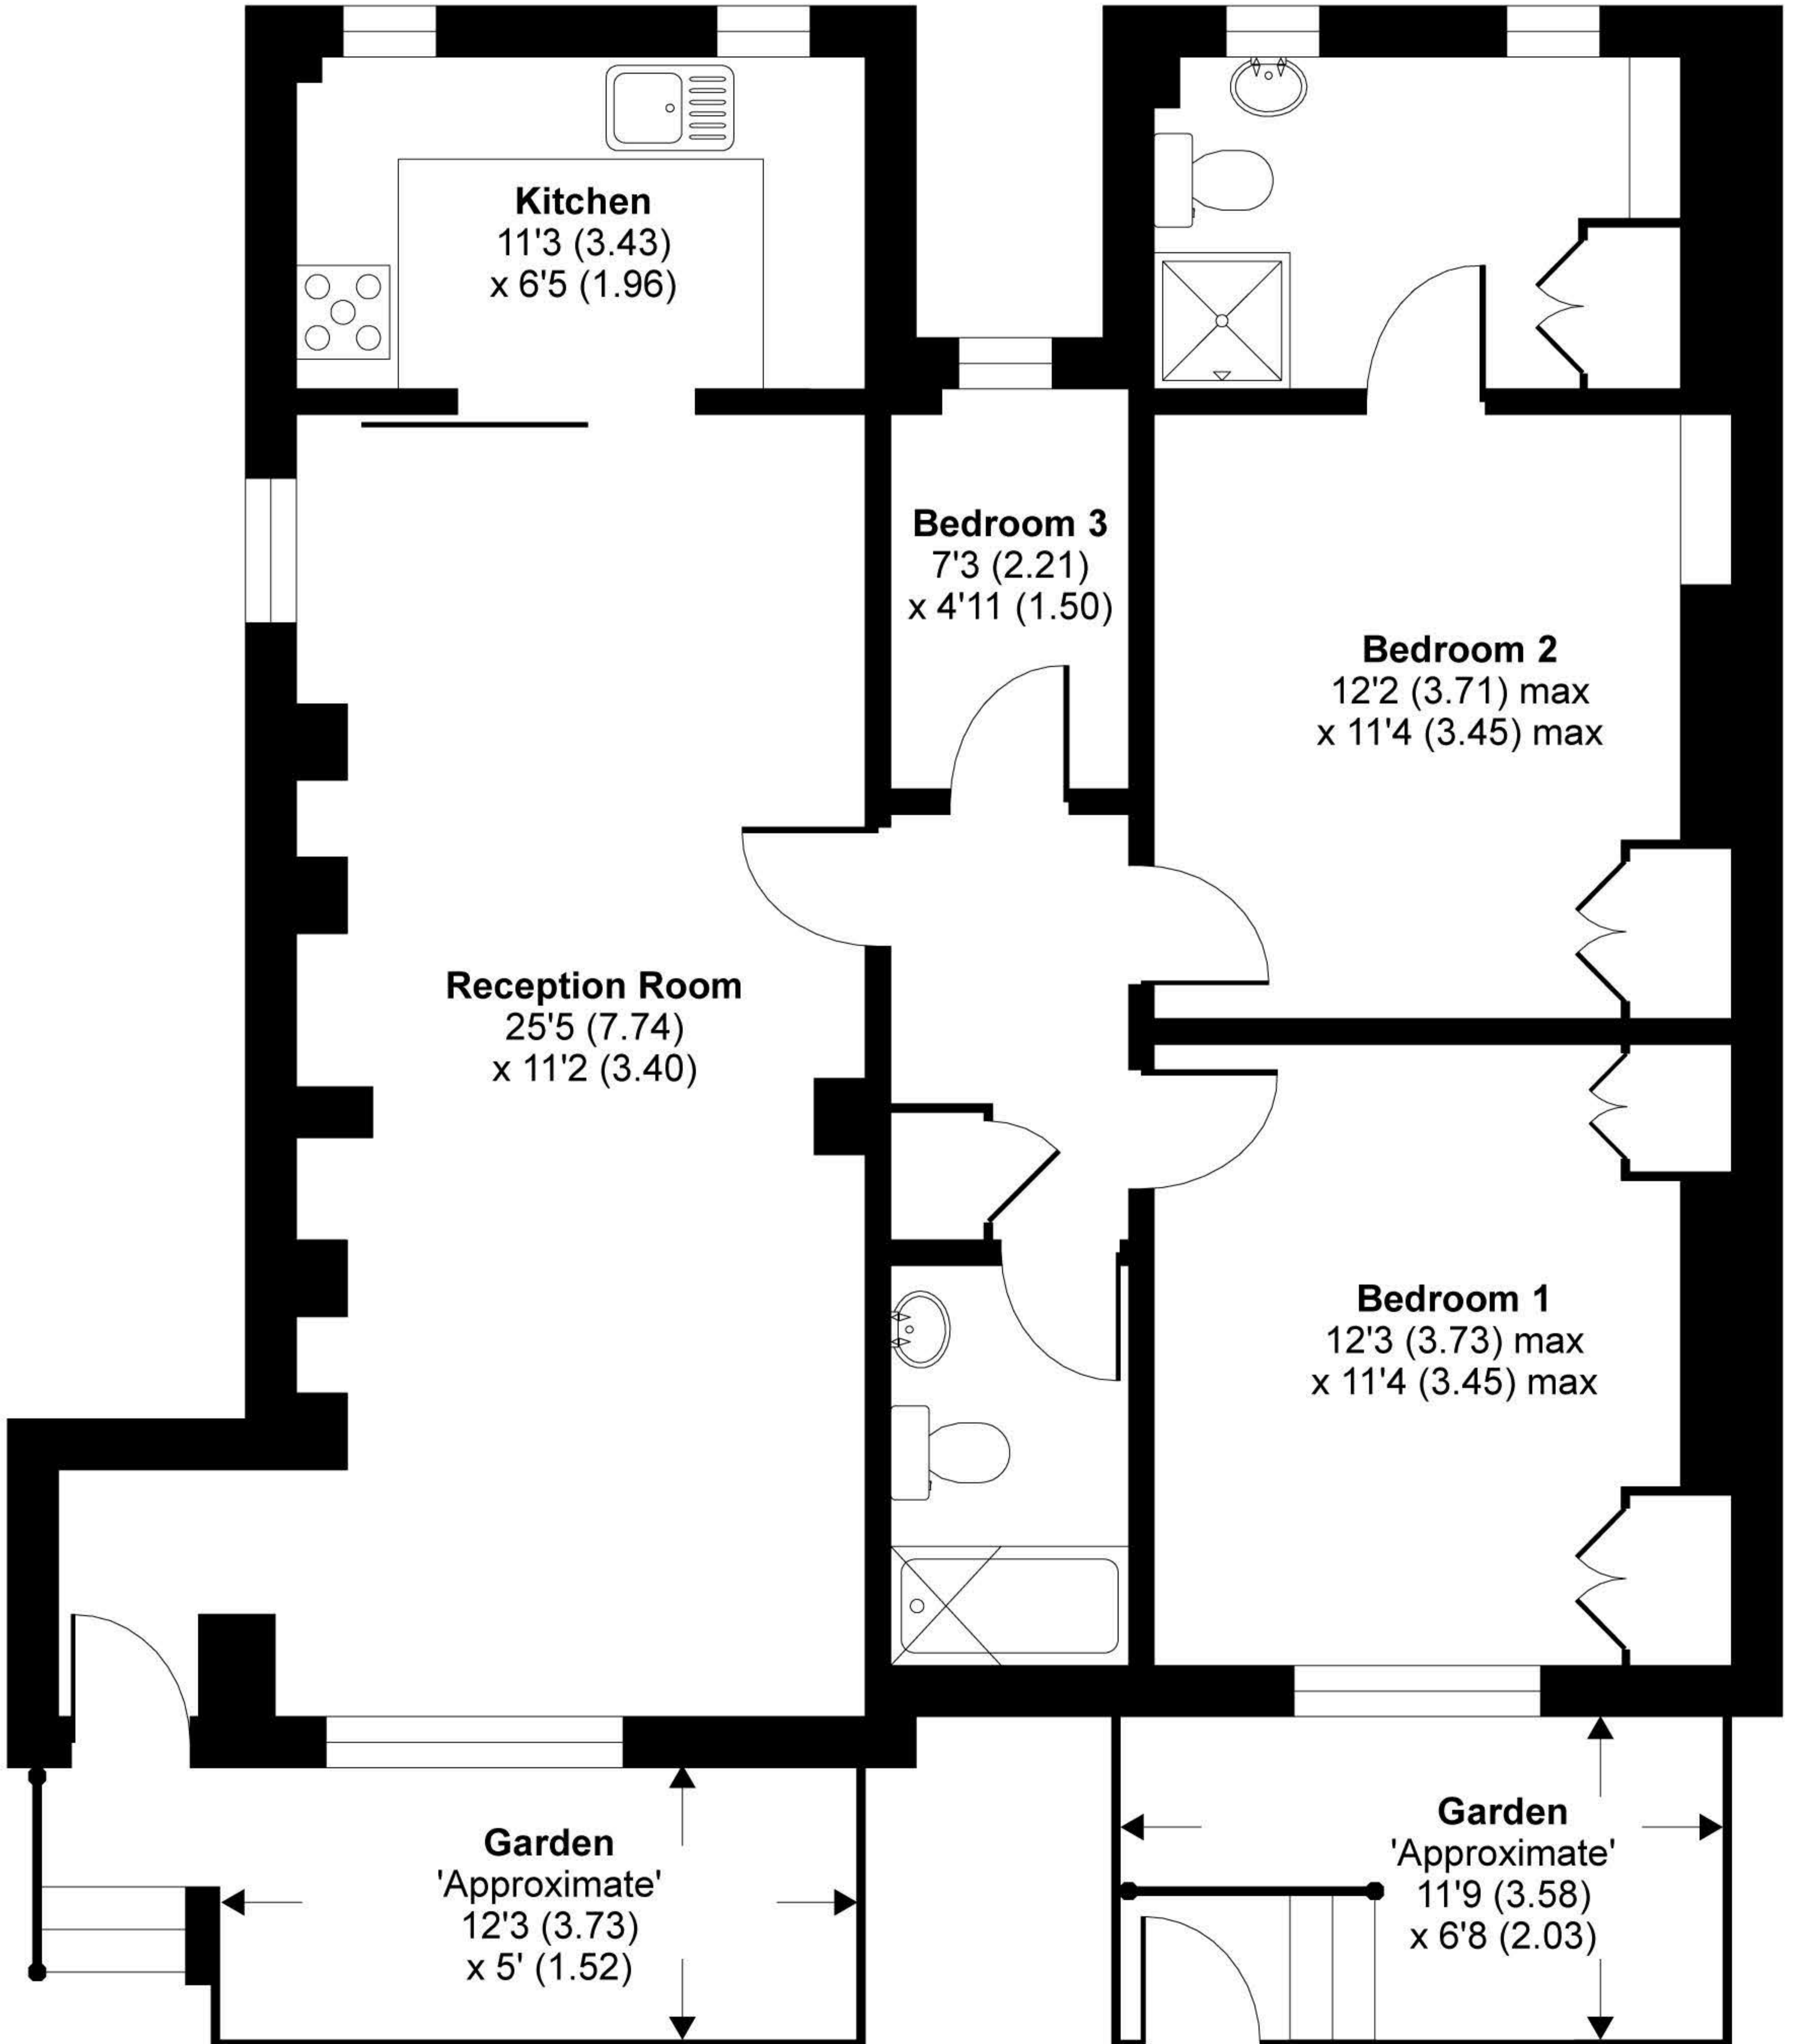 Kitchen
11'3 (3.43)
x 6'5 (1.96)
Bedroom 3
7'3 (2.21)
x 4'11 (1.50)
Bedroom 2
12'2 (3.71) max
x 11'4 (3.45) max
Reception Room
25'5 (7.74)
x 11'2 (3.40)
Bedroom 1
12'3 (3.73) max
x 11'4 (3.45) max
Garden
'Approximate'
12'3 (3.73)
x 5' (1.52)
Garden
'Approximate'
11'9 (3.58)
x 6'8 (2.03)